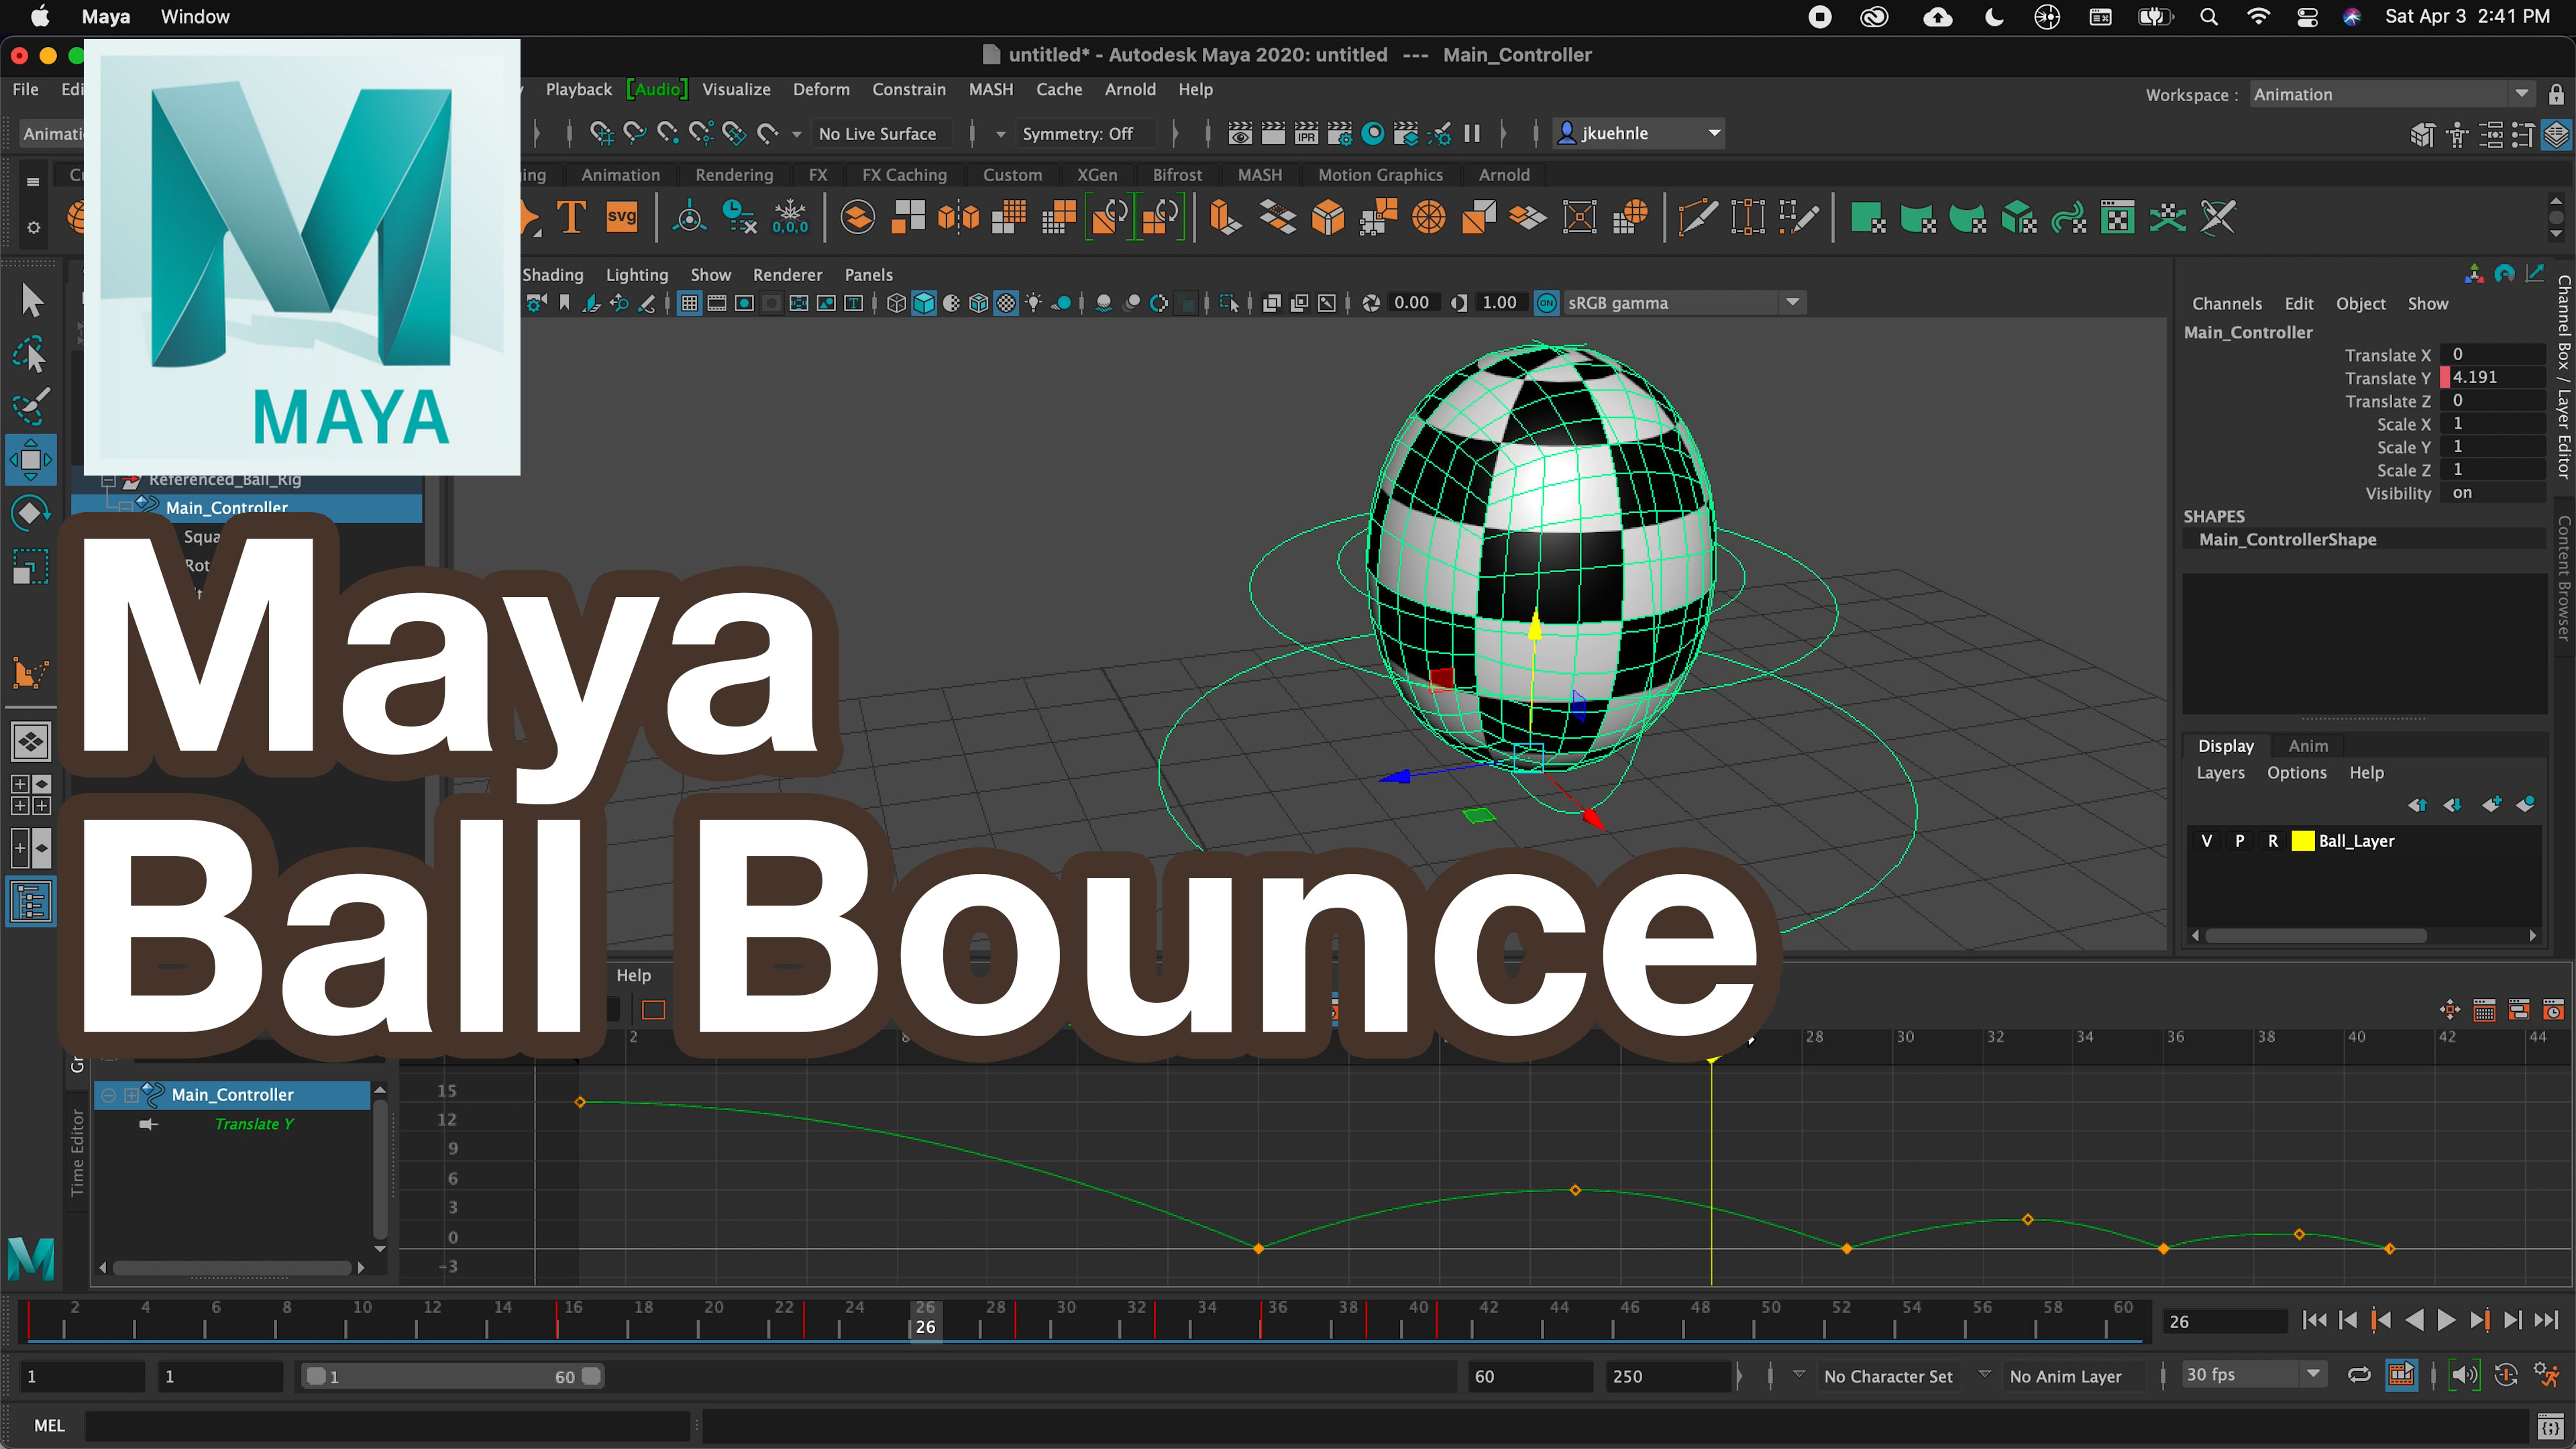 Maya Window Sat Apr 3 2:41 PM
untitled* - Autodesk Maya 2020: untitled --- Main_Controller
File Edi Playback [Audio] Visualize Deform Constrain MASH Cache Arnold Help Workspace : Animation
Animati No Live Surface Symmetry: Off IPR jkuehnle
ing Animation Rendering FX FX Caching Custom XGen Bifrost MASH Motion Graphics Arnold
T svg 0,0,0
MAYA
Shading Lighting Show Renderer Panels
0.00 1.00 ON sRGB gamma
Channels Edit Object Show
Main_Controller
Translate X 0
Translate Y 4.191
Translate Z 0
Scale X 1
Scale Y 1
Scale Z 1
Visibility on
SHAPES
Main_ControllerShape
Channel Box / Layer Editor
Content Browser
Referenced_Ball_Rig
Main_Controller
Squa
Rot
Maya
Ball Bounce
Display Anim
Layers Options Help
V P R Ball_Layer
Help
2 8 28 30 32 34 36 38 40 42 44
Main_Controller
Translate Y
Time Editor
15
12
9
6
3
0
-3
2 4 6 8 10 12 14 16 18 20 22 24 26 28 30 32 34 36 38 40 42 44 46 48 50 52 54 56 58 60
26 26
1 1 1 60 60 250 No Character Set No Anim Layer 30 fps
MEL